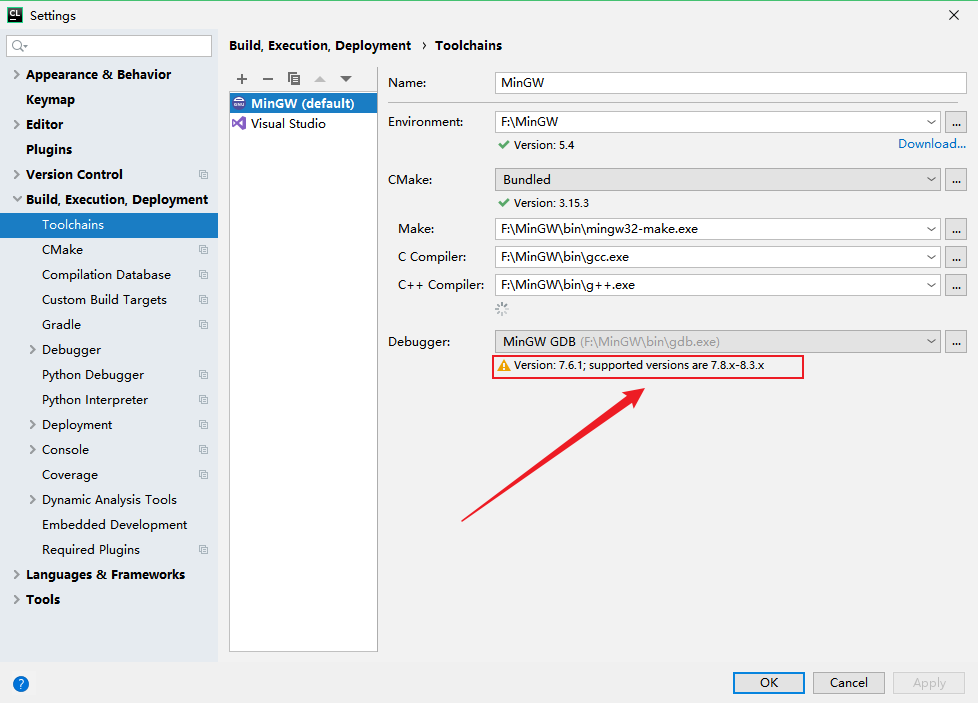 CL Settings
Build, Execution, Deployment › Toolchains
Appearance & Behavior
Keymap
Editor
Plugins
Version Control
Build, Execution, Deployment
Toolchains
CMake
Compilation Database
Custom Build Targets
Gradle
Debugger
Python Debugger
Python Interpreter
Deployment
Console
Coverage
Dynamic Analysis Tools
Embedded Development
Required Plugins
Languages & Frameworks
Tools
MinGW (default)
Visual Studio
Name: MinGW
Environment: F:\MinGW ...
Version: 5.4 Download...
CMake: Bundled ...
Version: 3.15.3
Make: F:\MinGW\bin\mingw32-make.exe ...
C Compiler: F:\MinGW\bin\gcc.exe ...
C++ Compiler: F:\MinGW\bin\g++.exe ...
Debugger: MinGW GDB (F:\MinGW\bin\gdb.exe) ...
Version: 7.6.1; supported versions are 7.8.x-8.3.x
? OK Cancel Apply